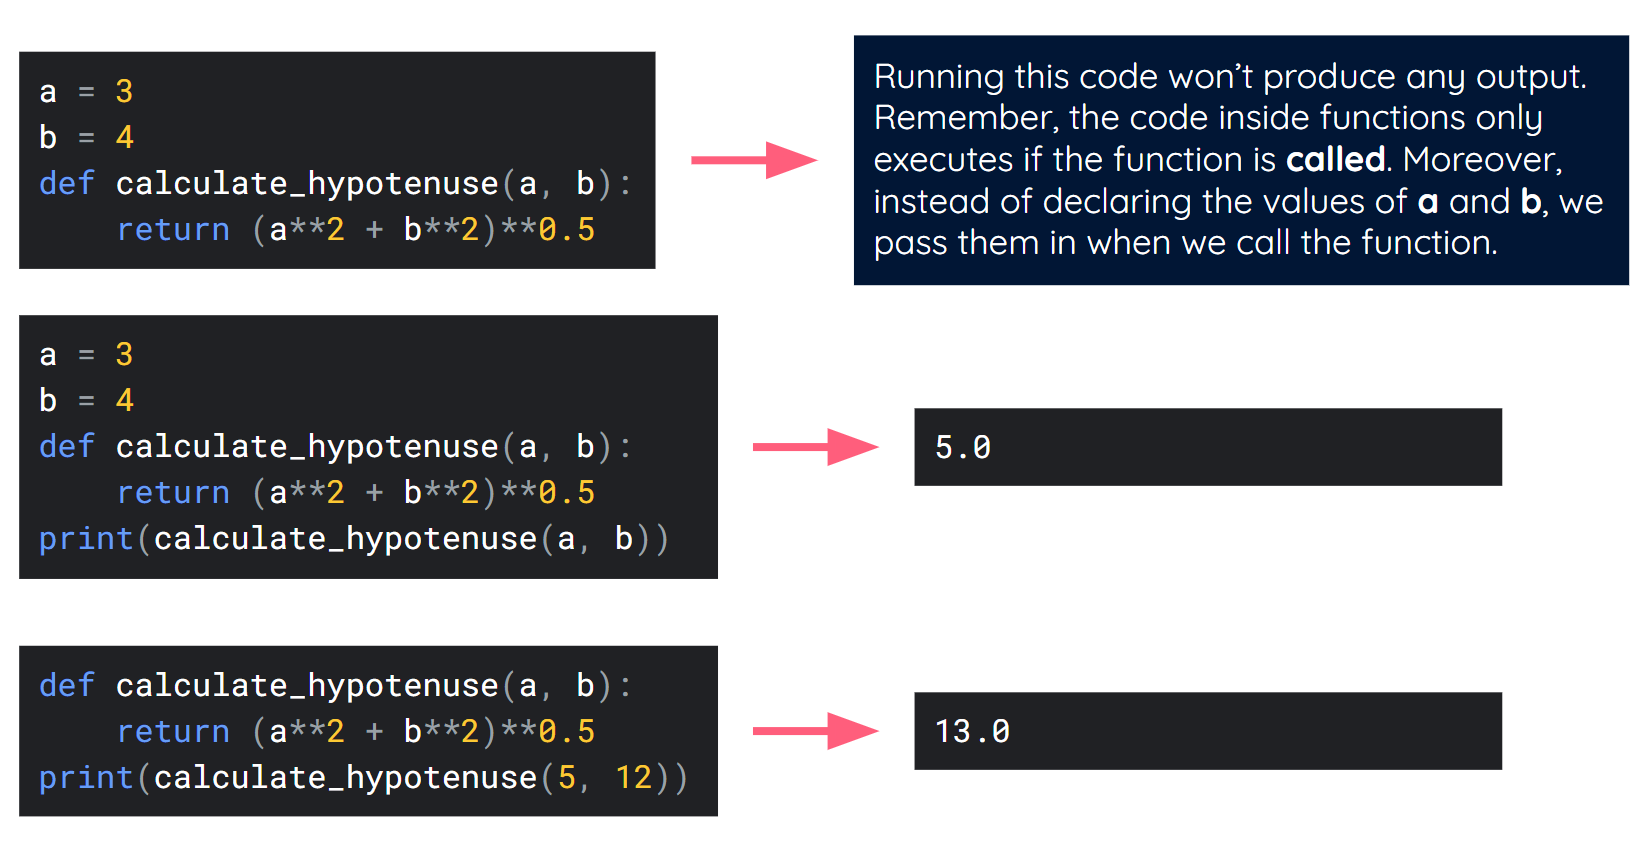 a = 3
b = 4
def calculate_hypotenuse(a, b):
    return (a**2 + b**2)**0.5
Running this code won’t produce any output.
Remember, the code inside functions only
executes if the function is called. Moreover,
instead of declaring the values of a and b, we
pass them in when we call the function.
a = 3
b = 4
def calculate_hypotenuse(a, b):
    return (a**2 + b**2)**0.5
print(calculate_hypotenuse(a, b))
5.0
def calculate_hypotenuse(a, b):
    return (a**2 + b**2)**0.5
print(calculate_hypotenuse(5, 12))
13.0